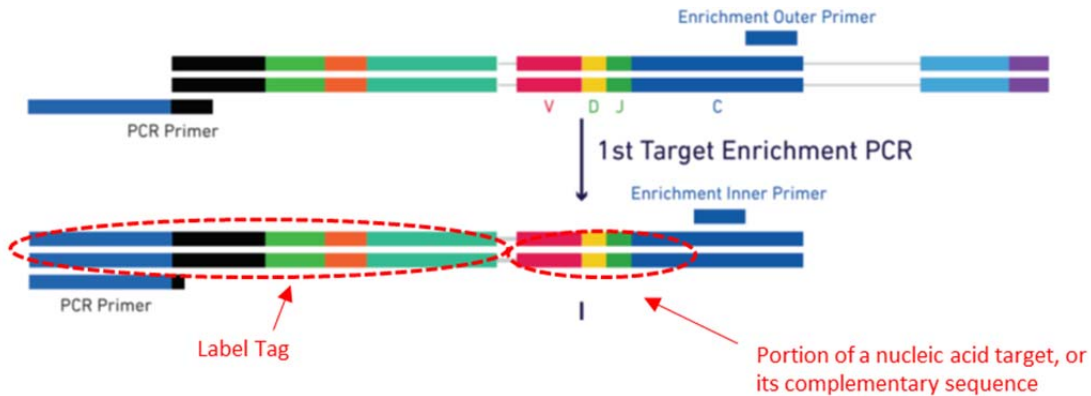 Enrichment Outer Primer
V D J C
PCR Primer
1st Target Enrichment PCR
Enrichment Inner Primer
PCR Primer
Label Tag
Portion of a nucleic acid target, or
its complementary sequence